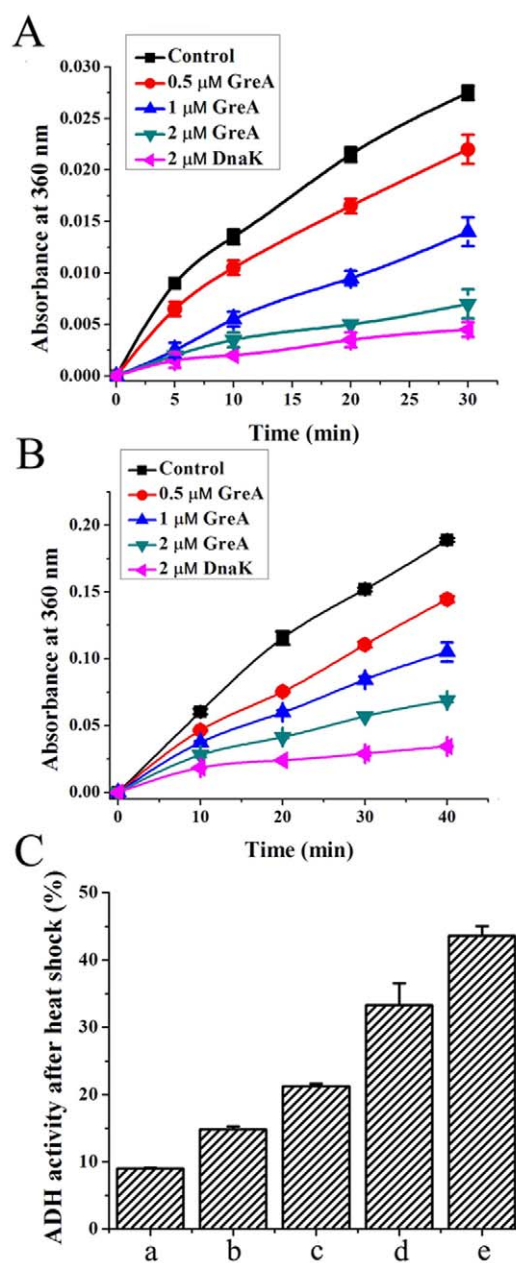 A
Control
0.5 μM GreA
1 μM GreA
2 μM GreA
2 μM DnaK
Absorbance at 360 nm
0.030
0.025
0.020
0.015
0.010
0.005
0.000
0 5 10 15 20 25 30
Time (min)
B
Control
0.5 μM GreA
1 μM GreA
2 μM GreA
2 μM DnaK
Absorbance at 360 nm
0.20
0.15
0.10
0.05
0.00
0 10 20 30 40
Time (min)
C
ADH activity after heat shock (%)
50
40
30
20
10
0
a b c d e